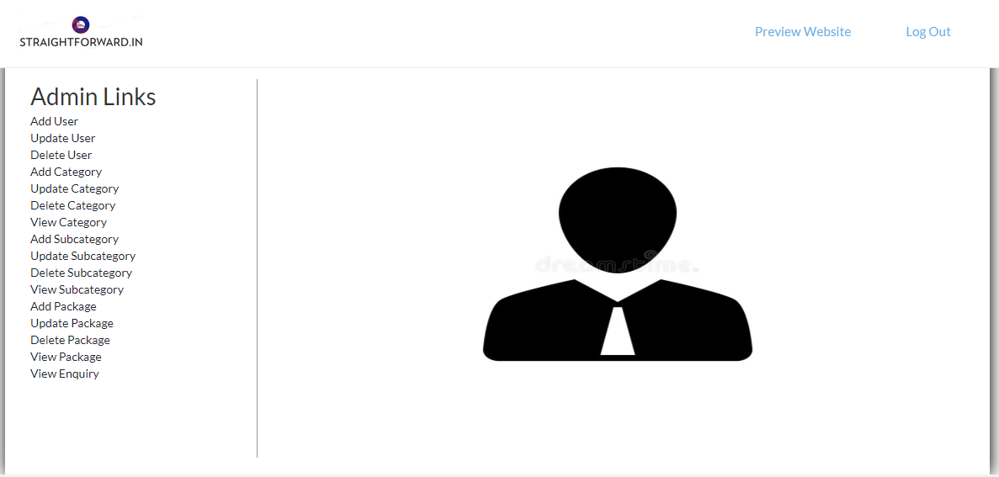 STRAIGHTFORWARD.IN
Preview Website
Log Out
Admin Links
Add User
Update User
Delete User
Add Category
Update Category
Delete Category
View Category
Add Subcategory
Update Subcategory
Delete Subcategory
View Subcategory
Add Package
Update Package
Delete Package
View Package
View Enquiry
dreamstime.